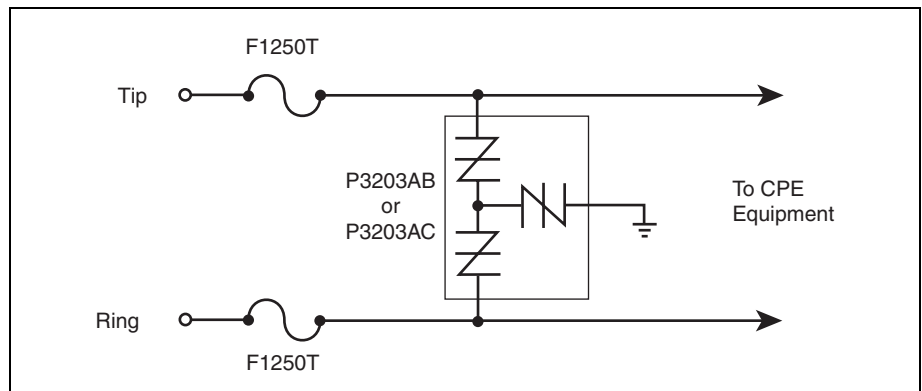 F1250T
Tip
P3203AB
or
P3203AC
To CPE
Equipment
Ring
F1250T